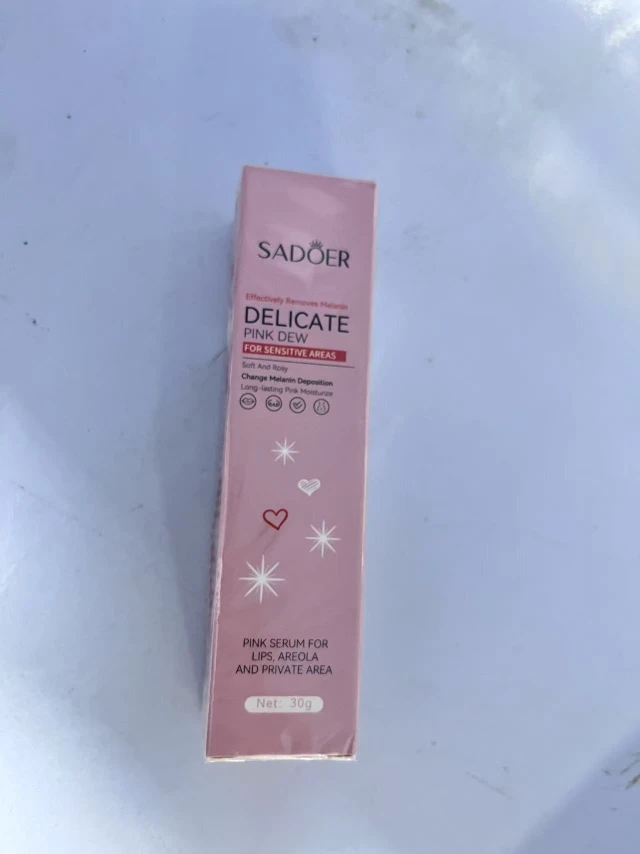 SADOER
Effectively Removes Melanin
DELICATE
PINK DEW
FOR SENSITIVE AREAS
Soft And Rosy
Change Melanin Deposition
Long-lasting Pink Moisturize
PINK SERUM FOR
LIPS, AREOLA
AND PRIVATE AREA
Net: 30g